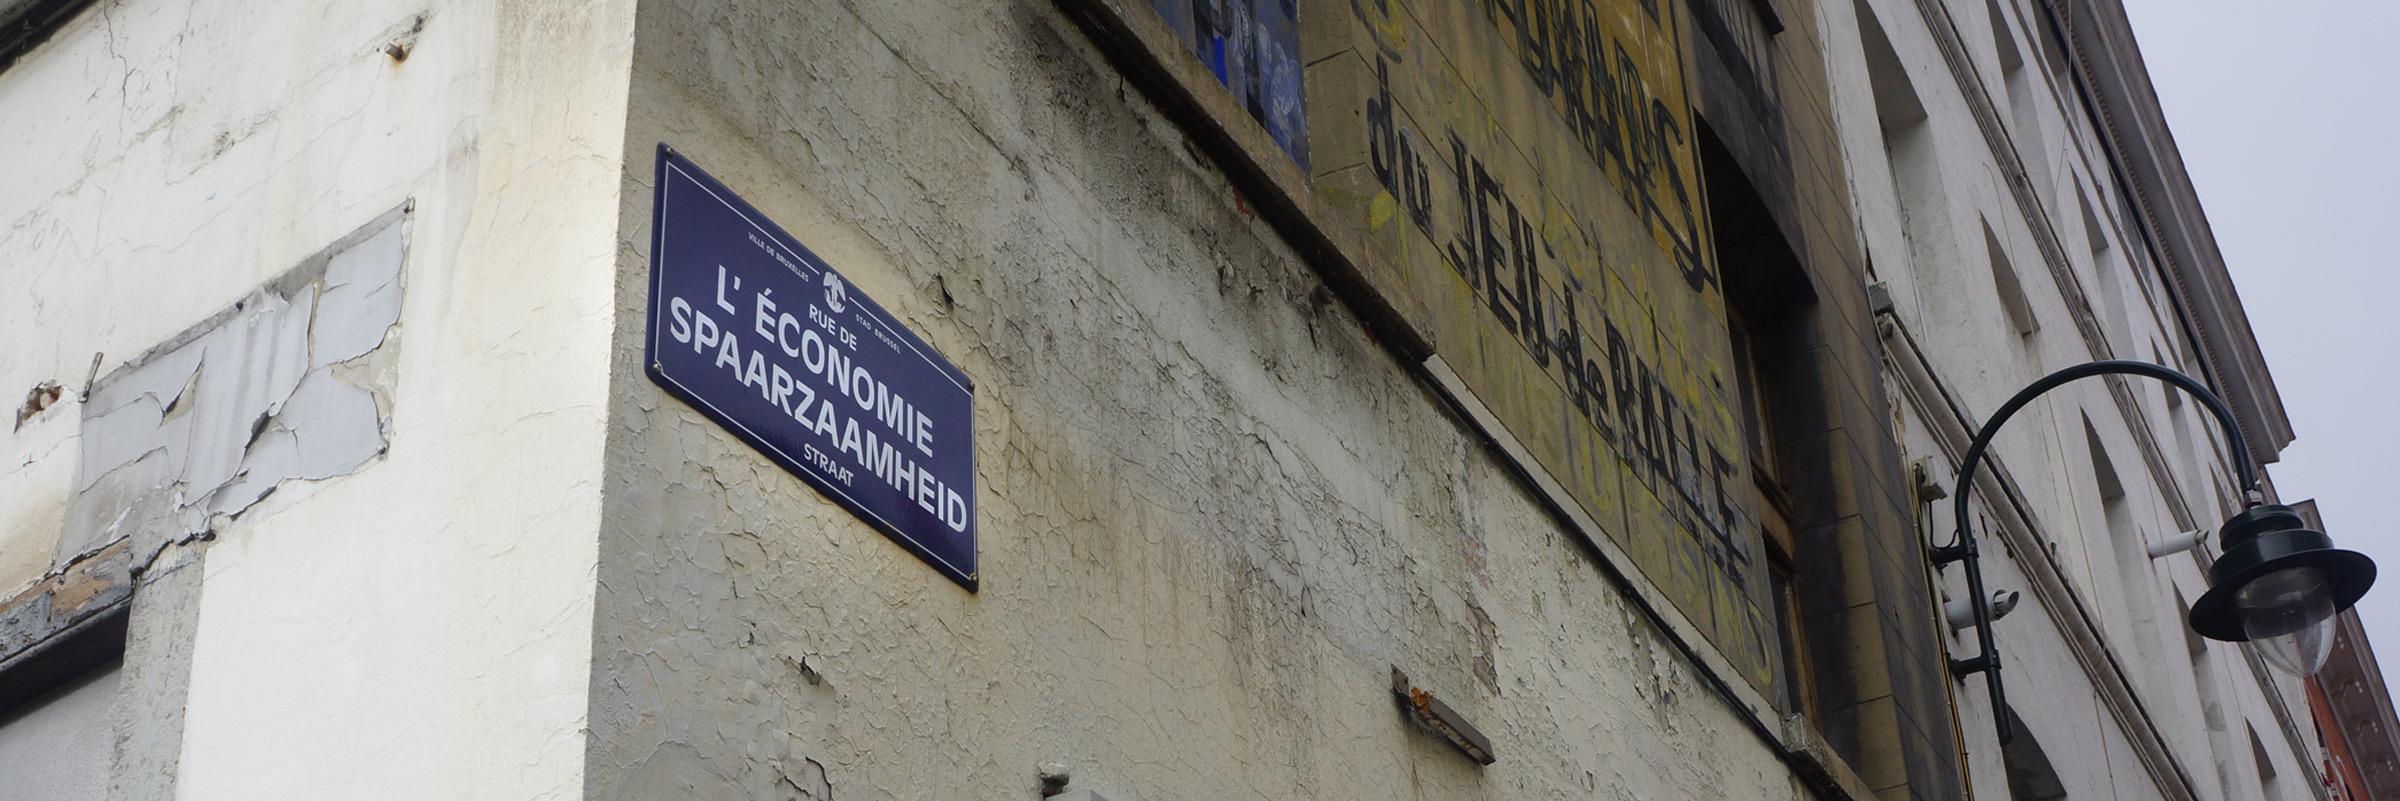 VILLE DE BRUXELLES
STAD BRUSSEL
RUE DE
L' ÉCONOMIE
SPAARZAAMHEID
STRAAT
du JEU de BALLE